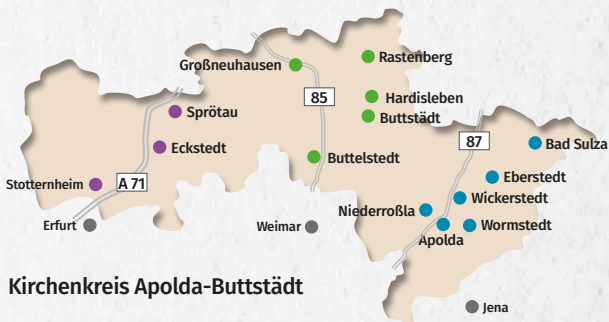 Rastenberg
Großneuhausen
85
Hardisleben
Sprötau
Buttstädt
87
Bad Sulza
Eckstedt
Buttelstedt
Eberstedt
Stotternheim
A 71
Wickerstedt
Niederroßla
Erfurt
Weimar
Wormstedt
Apolda
Kirchenkreis Apolda-Buttstädt
Jena